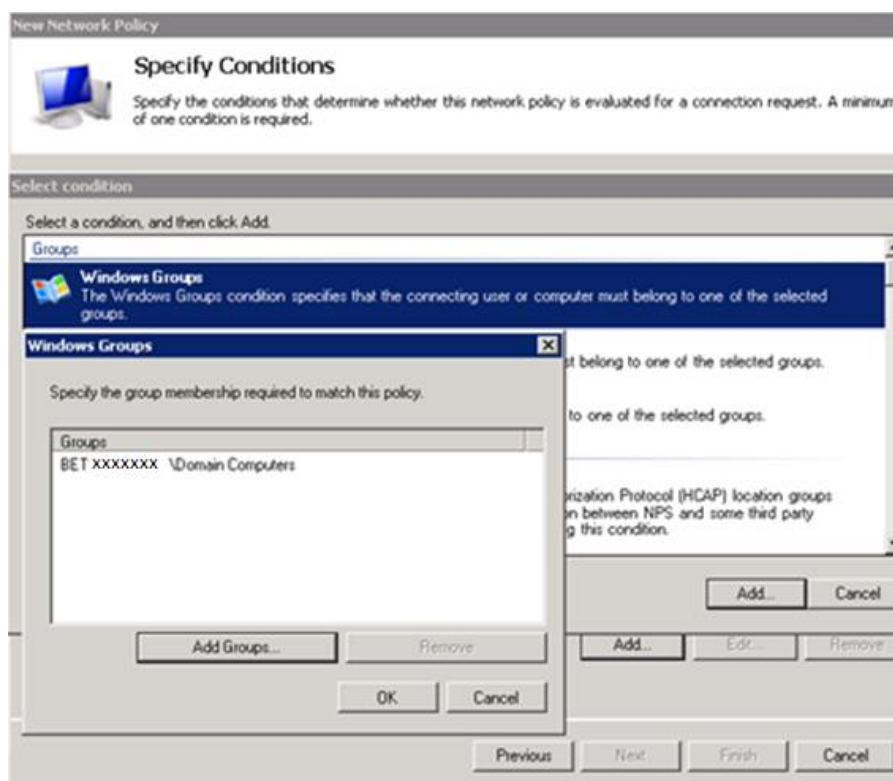 New Network Policy
Specify Conditions
Specify the conditions that determine whether this network policy is evaluated for a connection request. A minimum
of one condition is required.
Select condition
Select a condition, and then click Add.
Groups
Windows Groups
The Windows Groups condition specifies that the connecting user or computer must belong to one of the selected
groups.
Windows Groups
st belong to one of the selected groups.
Specify the group membership required to match this policy.
to one of the selected groups.
Groups
BET XXXXXXX \Domain Computers
rization Protocol (HCAP) location groups
on between NPS and some third party
g this condition.
Add... Cancel
Add Groups... Remove
Add... Edit... Remove
OK Cancel
Previous Next Finish Cancel